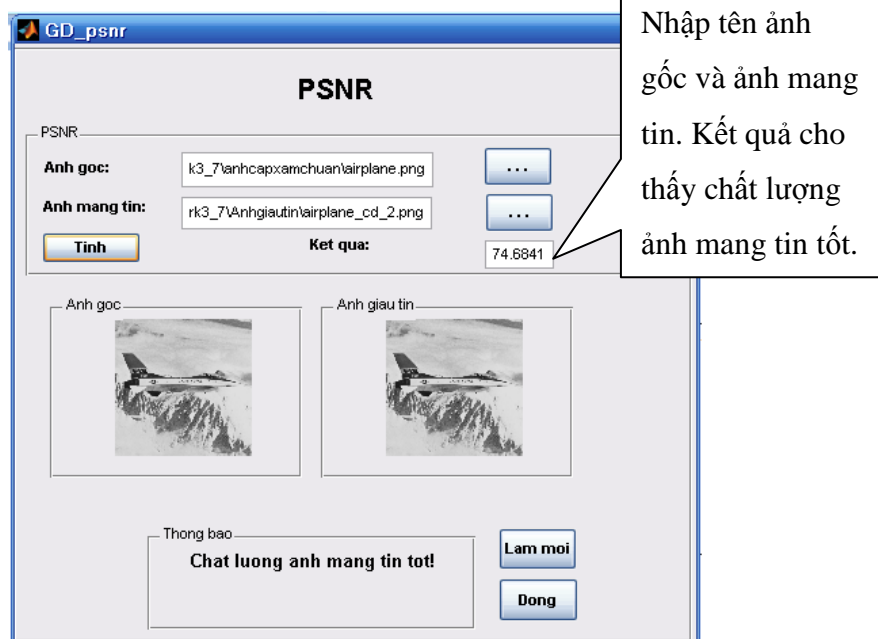 GD_psnr
PSNR
PSNR
Anh goc:
k3_7\anhcapxamchuan\airplane.png
...
Anh mang tin:
rk3_7\Anhgiautin\airplane_cd_2.png
...
Tinh
Ket qua:
74.6841
Nhập tên ảnh
gốc và ảnh mang
tin. Kết quả cho
thấy chất lượng
ảnh mang tin tốt.
Anh goc
Anh giau tin
Thong bao
Chat luong anh mang tin tot!
Lam moi
Dong